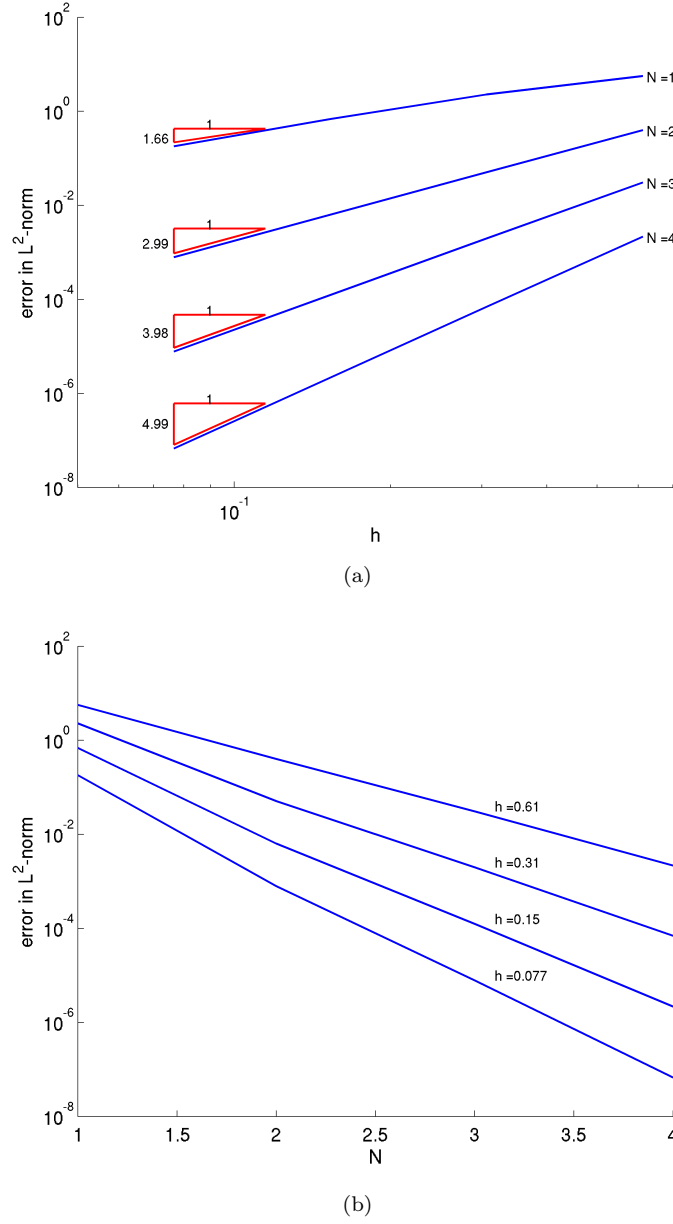 10^2
10^0
10^-2
10^-4
10^-6
10^-8
error in L^2-norm
1
1.66
1
2.99
1
3.98
1
4.99
N =1
N =2
N =3
N =4
10^-1
h
(a)
10^2
10^0
10^-2
10^-4
10^-6
10^-8
error in L^2-norm
h =0.61
h =0.31
h =0.15
h =0.077
1 1.5 2 2.5 3 3.5 4
N
(b)